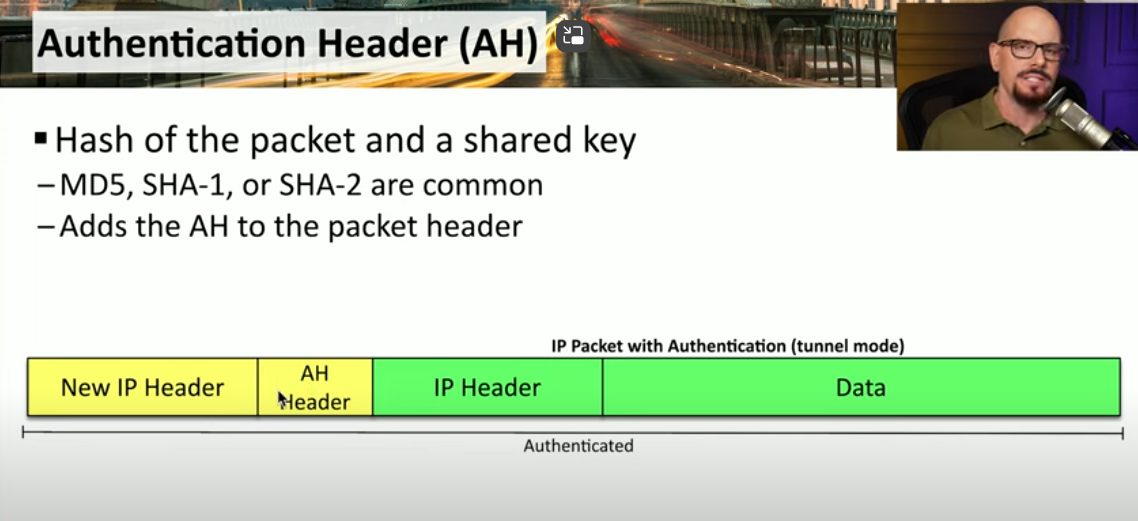 Authentication Header (AH)
▪ Hash of the packet and a shared key
– MD5, SHA-1, or SHA-2 are common
– Adds the AH to the packet header
IP Packet with Authentication (tunnel mode)
New IP Header
AH
Header
IP Header
Data
Authenticated